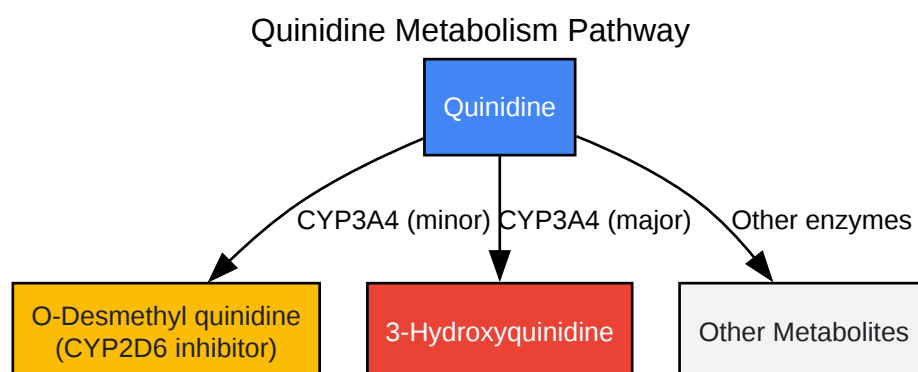 Quinidine Metabolism Pathway
Quinidine
CYP3A4 (minor)
CYP3A4 (major)
Other enzymes
O-Desmethyl quinidine
(CYP2D6 inhibitor)
3-Hydroxyquinidine
Other Metabolites